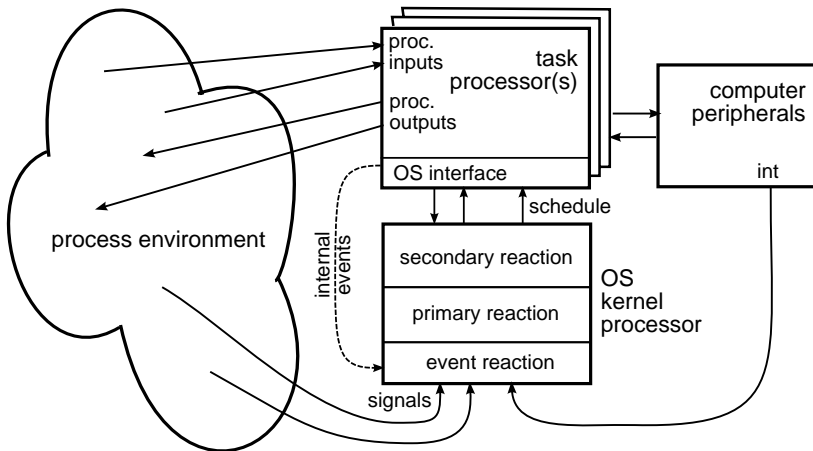 proc.
inputs
task
processor(s)
proc.
outputs
OS interface
computer
peripherals
int
schedule
process environment
internal
events
secondary reaction
primary reaction
event reaction
OS
kernel
processor
signals